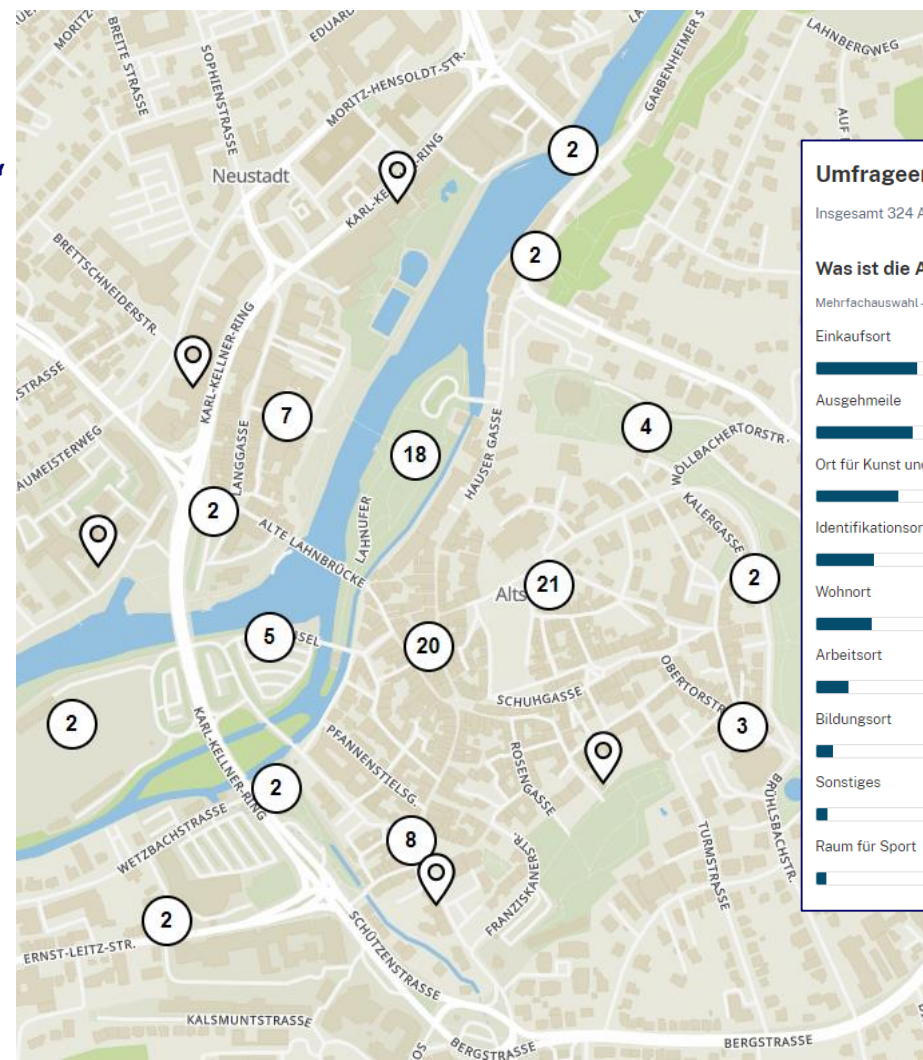 MORITZ-
BREITE STRASSE
SOPHIENSTRASSE
MORITZ-HENSOLDT-STR.
GARBENHEIMER S
LAHNBERGWEG
AUF
2
Neustadt
KARL-KELLNER-RING
2
BRETTSCHNEIDERSTR.
KARL-KELLNER-RING
STRASSE
7
LANGGASSE
18
HAUSER GASSE
4
WÖLLBACHERTORSTR.
AUMEISTERWEG
2
ALTE LAHNBRÜCKE
LAHNUFER
KALERGASSE
2
Alts
21
5
SEL
20
SCHUHGASSE
OBERTORSTR
3
2
KARL-KELLNER-RING
PFANNENSTIELSG.
ROSENGASSE
2
WETZBACHSTRASSE
8
FRANZISKANERSTR.
TURMSTRASSE
BRÜHLSBACHSTR.
2
ERNST-LEITZ-STR.
SCHÜTZENSTRASSE
KALSMUNTSTRASSE
BERGSTRASSE
BERGSTRASSE
Insgesamt 324 A
Was ist die A
Mehrfachauswahl
Einkaufsort
Ausgehmeile
Ort für Kunst un
Identifikationsor
Wohnort
Arbeitsort
Bildungsort
Sonstiges
Raum für Sport